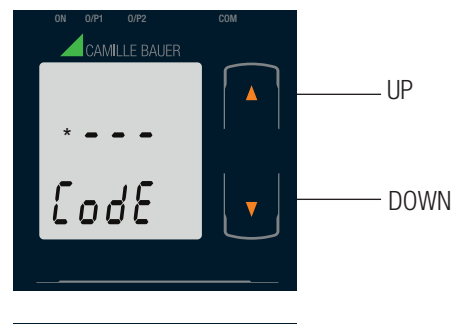 ON O/P1 O/P2 COM
CAMILLE BAUER
UP
* - - -
CodE
DOWN